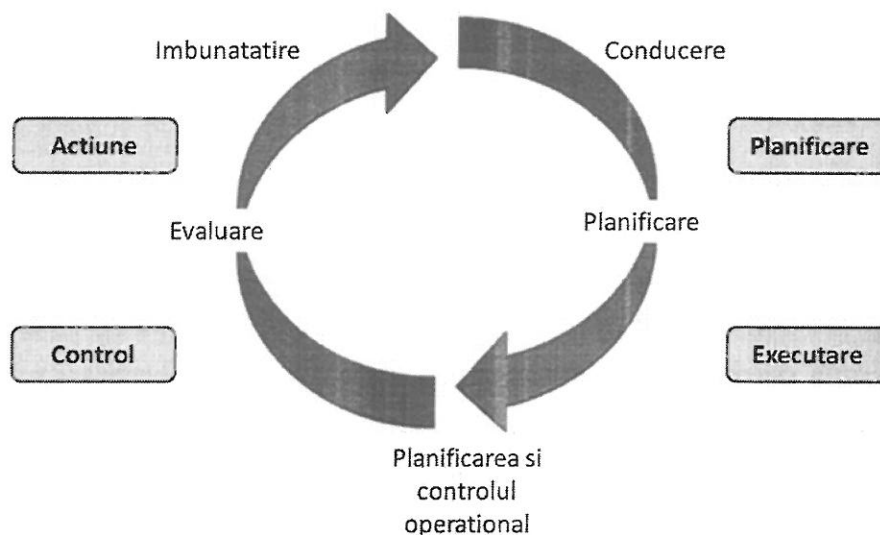 Imbunatatire
Conducere
Actiune
Planificare
Evaluare
Planificare
Control
Executare
Planificarea si
controlul
operational